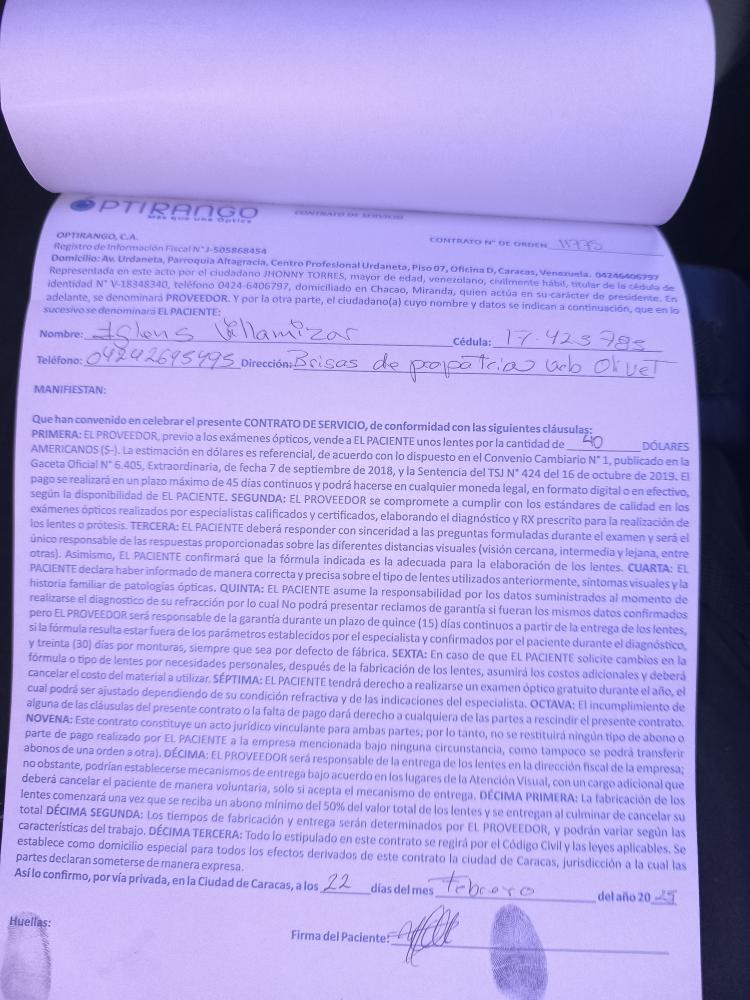 OPTIRANGO
Más que una Óptica
CONTRATO DE SERVICIO
OPTIRANGO, C.A.
CONTRATO N° DE ORDEN 11770
Registro de Información Fiscal N° J-505868454
Domicilio: Av. Urdaneta, Parroquia Altagracia, Centro Profesional Urdaneta, Piso 07, Oficina D, Caracas, Venezuela. 04246406797
Representada en este acto por el ciudadano JHONNY TORRES, mayor de edad, venezolano, civilmente hábil, titular de la cédula de
identidad N° V-18348340, teléfono 0424-6406797, domiciliado en Chacao, Miranda, quien actúa en su carácter de presidente. En
adelante, se denominará PROVEEDOR. Y por la otra parte, el ciudadano(a) cuyo nombre y datos se indican a continuación, que en lo
sucesivo se denominará EL PACIENTE:
Nombre: Villamizar Cédula: 17.423785
Teléfono: 04242695495 Dirección: Brisas de propatria Urb Olivet
MANIFIESTAN:
Que han convenido en celebrar el presente CONTRATO DE SERVICIO, de conformidad con las siguientes cláusulas:
PRIMERA: EL PROVEEDOR, previo a los exámenes ópticos, vende a EL PACIENTE unos lentes por la cantidad de 40 DÓLARES
AMERICANOS ($-). La estimación en dólares es referencial, de acuerdo con lo dispuesto en el Convenio Cambiario N° 1, publicado en la
Gaceta Oficial N° 6.405, Extraordinaria, de fecha 7 de septiembre de 2018, y la Sentencia del TSJ N° 424 del 16 de octubre de 2019. El
pago se realizará en un plazo máximo de 45 días continuos y podrá hacerse en cualquier moneda legal, en formato digital o en efectivo,
según la disponibilidad de EL PACIENTE. SEGUNDA: EL PROVEEDOR se compromete a cumplir con los estándares de calidad en los
exámenes ópticos realizados por especialistas calificados y certificados, elaborando el diagnóstico y RX prescrito para la realización de
los lentes o prótesis. TERCERA: EL PACIENTE deberá responder con sinceridad a las preguntas formuladas durante el examen y será el
único responsable de las respuestas proporcionadas sobre las diferentes distancias visuales (visión cercana, intermedia y lejana, entre
otras). Asimismo, EL PACIENTE confirmará que la fórmula indicada es la adecuada para la elaboración de los lentes. CUARTA: EL
PACIENTE declara haber informado de manera correcta y precisa sobre el tipo de lentes utilizados anteriormente, síntomas visuales y la
historia familiar de patologías ópticas. QUINTA: EL PACIENTE asume la responsabilidad por los datos suministrados al momento de
realizarse el diagnostico de su refracción por lo cual No podrá presentar reclamos de garantía si fueran los mismos datos confirmados
pero EL PROVEEDOR será responsable de la garantía durante un plazo de quince (15) días continuos a partir de la entrega de los lentes,
si la fórmula resulta estar fuera de los parámetros establecidos por el especialista y confirmados por el paciente durante el diagnóstico,
y treinta (30) días por monturas, siempre que sea por defecto de fábrica. SEXTA: En caso de que EL PACIENTE solicite cambios en la
fórmula o tipo de lentes por necesidades personales, después de la fabricación de los lentes, asumirá los costos adicionales y deberá
cancelar el costo del material a utilizar. SÉPTIMA: EL PACIENTE tendrá derecho a realizarse un examen óptico gratuito durante el año, el
cual podrá ser ajustado dependiendo de su condición refractiva y de las indicaciones del especialista. OCTAVA: El incumplimiento de
alguna de las cláusulas del presente contrato o la falta de pago dará derecho a cualquiera de las partes a rescindir el presente contrato.
NOVENA: Este contrato constituye un acto jurídico vinculante para ambas partes; por lo tanto, no se restituirá ningún tipo de abono o
parte de pago realizado por EL PACIENTE a la empresa mencionada bajo ninguna circunstancia, como tampoco se podrá transferir
abonos de una orden a otra). DÉCIMA: EL PROVEEDOR será responsable de la entrega de los lentes en la dirección fiscal de la empresa;
no obstante, podrían establecerse mecanismos de entrega bajo acuerdo en los lugares de la Atención Visual, con un cargo adicional que
deberá cancelar el paciente de manera voluntaria, solo si acepta el mecanismo de entrega. DÉCIMA PRIMERA: La fabricación de los
lentes comenzará una vez que se reciba un abono mínimo del 50% del valor total de los lentes y se entregan al culminar de cancelar su
total DÉCIMA SEGUNDA: Los tiempos de fabricación y entrega serán determinados por EL PROVEEDOR, y podrán variar según las
características del trabajo. DÉCIMA TERCERA: Todo lo estipulado en este contrato se regirá por el Código Civil y las leyes aplicables. Se
establece como domicilio especial para todos los efectos derivados de este contrato la ciudad de Caracas, jurisdicción a la cual las
partes declaran someterse de manera expresa.
Así lo confirmo, por vía privada, en la Ciudad de Caracas, a los 22 días del mes Febrero del año 2025
Huellas:
Firma del Paciente: